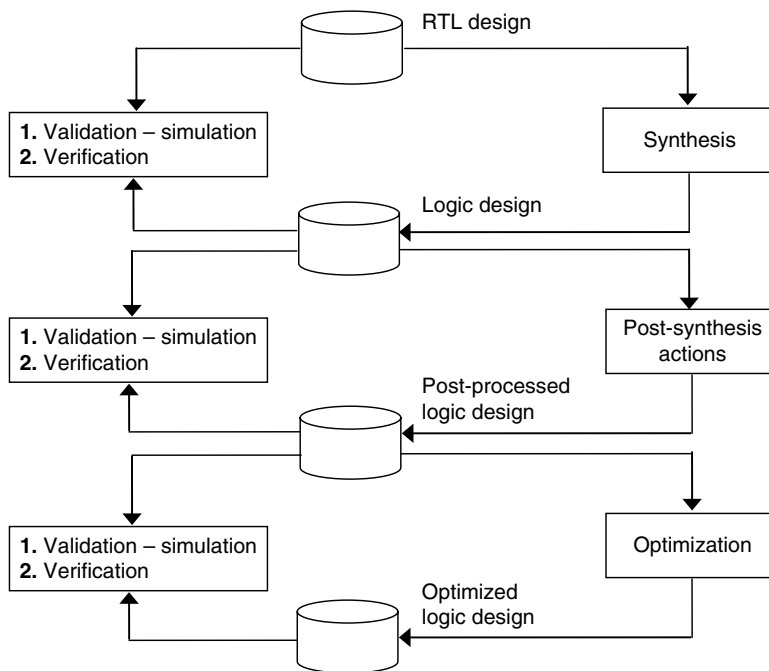 RTL design
1. Validation – simulation
2. Verification
Synthesis
Logic design
1. Validation – simulation
2. Verification
Post-synthesis
actions
Post-processed
logic design
1. Validation – simulation
2. Verification
Optimization
Optimized
logic design